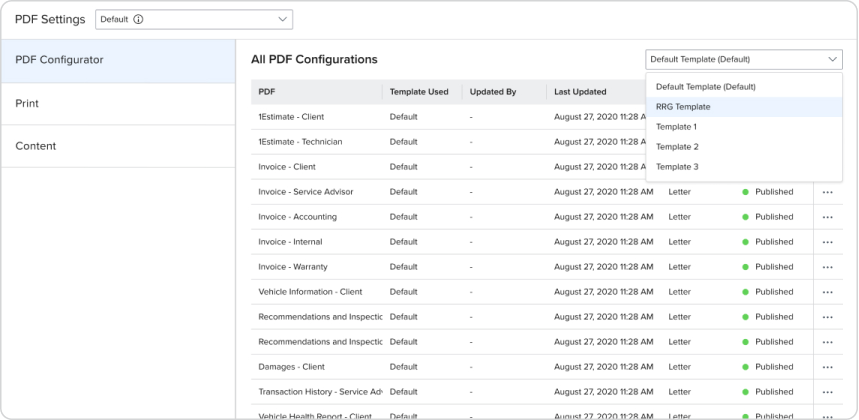 PDF Settings Default
PDF Configurator
Print
Content
All PDF Configurations
Default Template (Default)
Default Template (Default)
RRG Template
Template 1
Template 2
Template 3
PDF Template Used Updated By Last Updated
1Estimate - Client Default - August 27, 2020 11:28 A
1Estimate - Technician Default - August 27, 2020 11:28 A
Invoice - Client Default - August 27, 2020 11:28 A
Invoice - Service Advisor Default - August 27, 2020 11:28 AM Letter Published
Invoice - Accounting Default - August 27, 2020 11:28 AM Letter Published
Invoice - Internal Default - August 27, 2020 11:28 AM Letter Published
Invoice - Warranty Default - August 27, 2020 11:28 AM Letter Published
Vehicle Information - Client Default August 27, 2020 11:28 AM Letter Published
Recommendations and Inspectic Default August 27, 2020 11:28 AM Letter Published
Recommendations and Inspectic Default August 27, 2020 11:28 AM Letter Published
Damages - Client Default August 27, 2020 11:28 AM Letter Published
Transaction History - Service Adv Default August 27, 2020 11:28 AM Letter Published
Vehicle Health Report - Client Default August 27, 2020 11:28 AM Letter Published